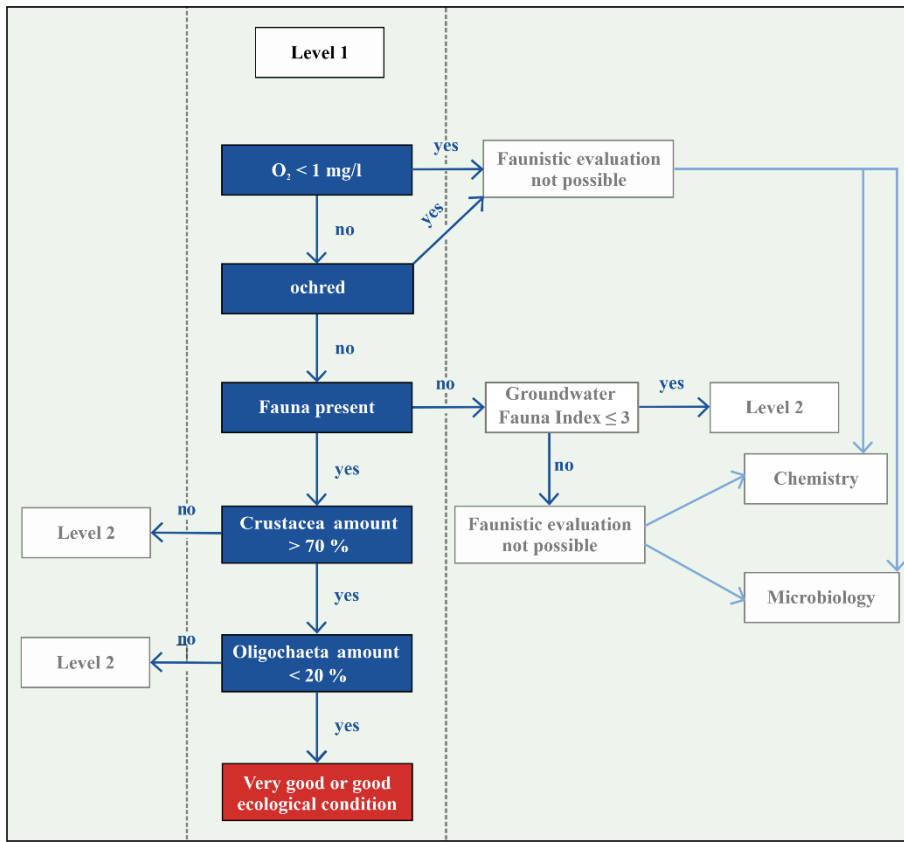 Level 1
yes
O₂ < 1 mg/l
Faunistic evaluation
not possible
no
yes
ochred
no
Fauna present
no
Groundwater
Fauna Index ≤ 3
yes
Level 2
yes
no
Chemistry
Level 2
no
Crustacea amount
> 70 %
Faunistic evaluation
not possible
yes
Microbiology
Level 2
no
Oligochaeta amount
< 20 %
yes
Very good or good
ecological condition